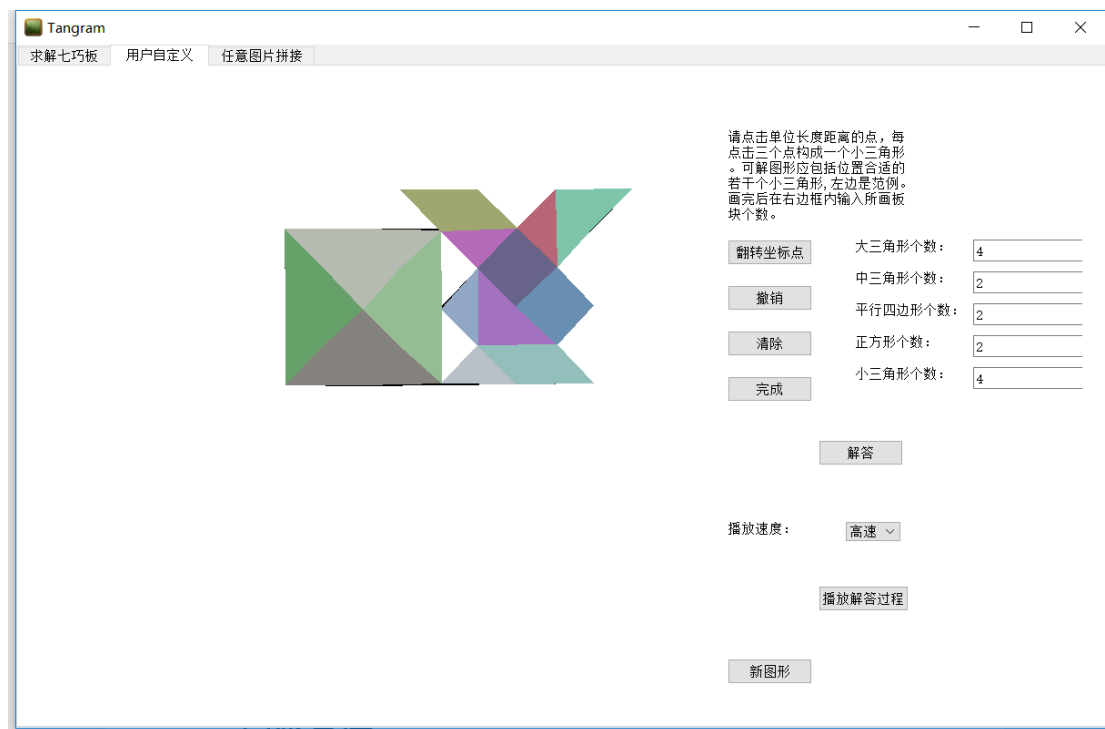 Tangram
求解七巧板
用户自定义
任意图片拼接
请点击单位长度距离的点，每
点击三个点构成一个小三角形
。可解图形应包括位置合适的
若干个小三角形,左边是范例。
画完后在右边框内输入所画板
块个数。
翻转坐标点
大三角形个数： 4
中三角形个数： 2
撤销
平行四边形个数： 2
清除
正方形个数： 2
小三角形个数： 4
完成
解答
播放速度： 高速
播放解答过程
新图形